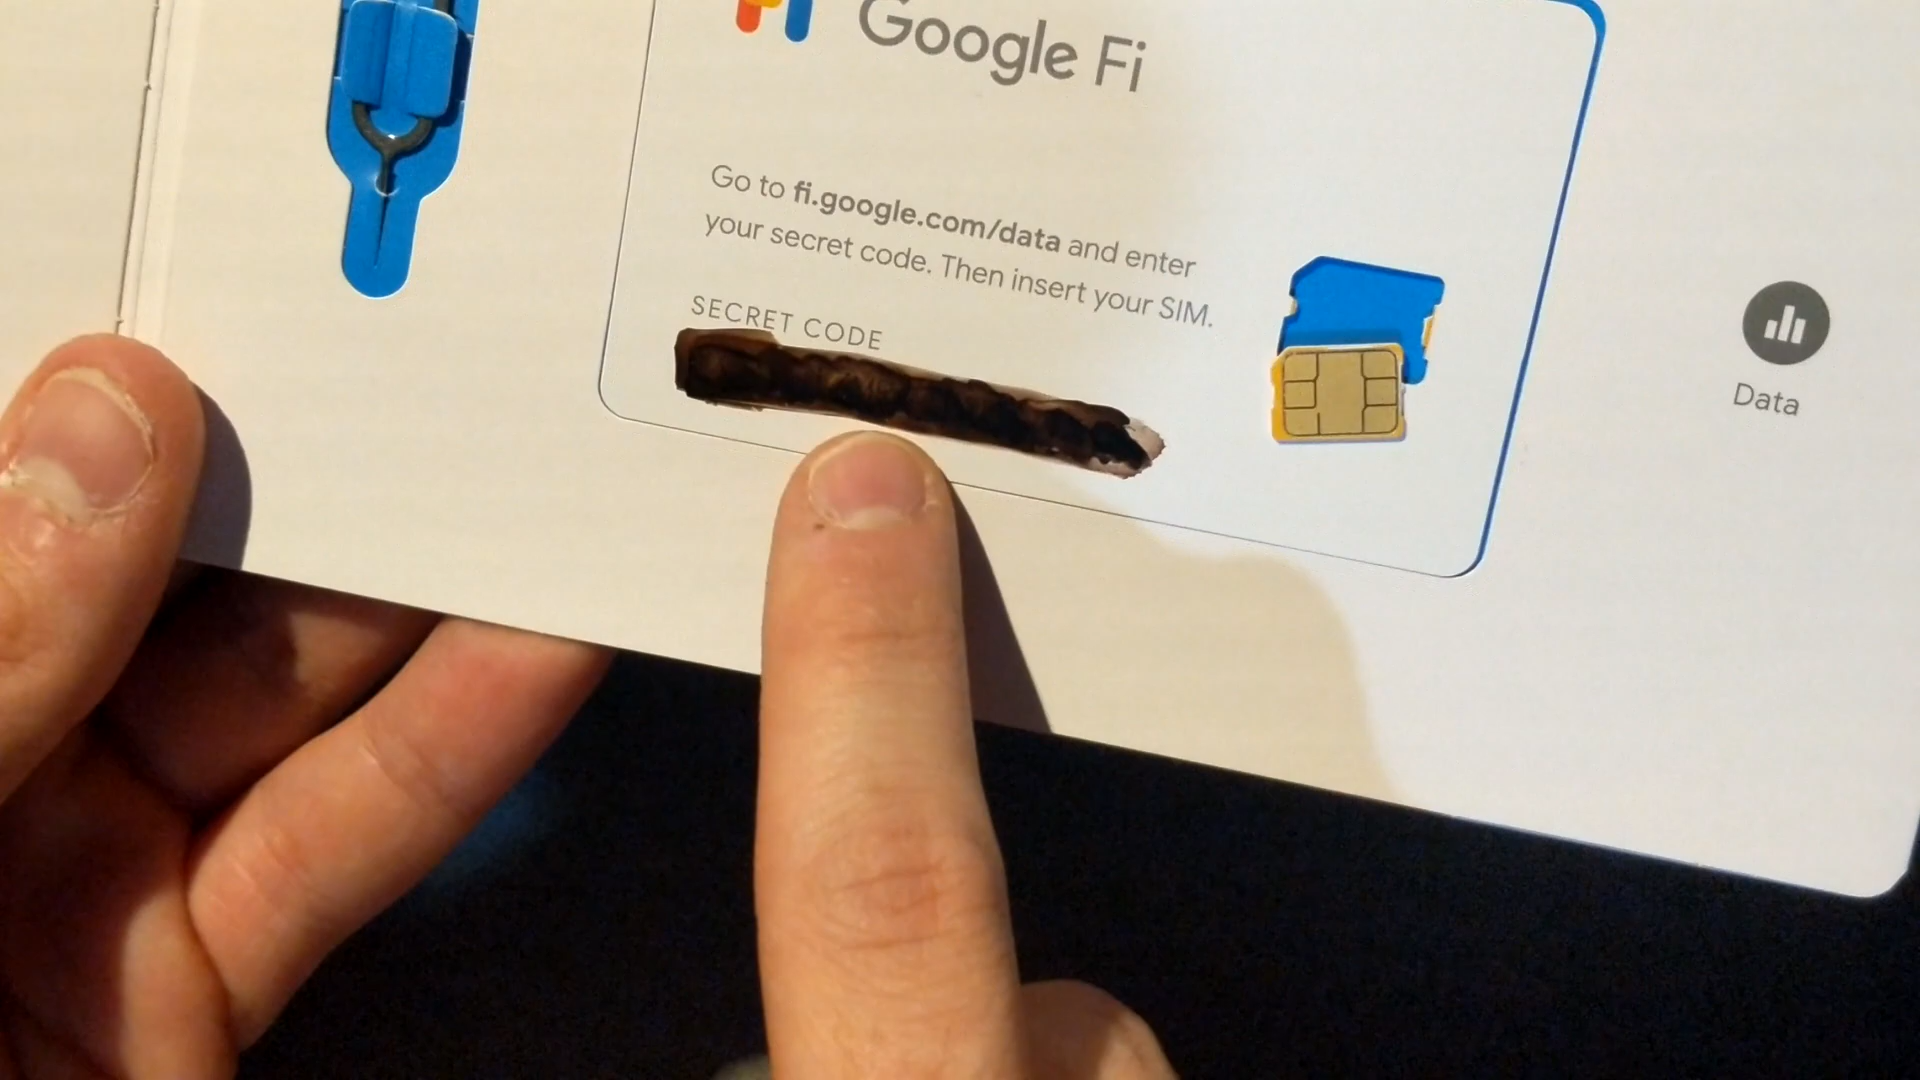 Google Fi
Go to fi.google.com/data and enter
your secret code. Then insert your SIM.
SECRET CODE
Data